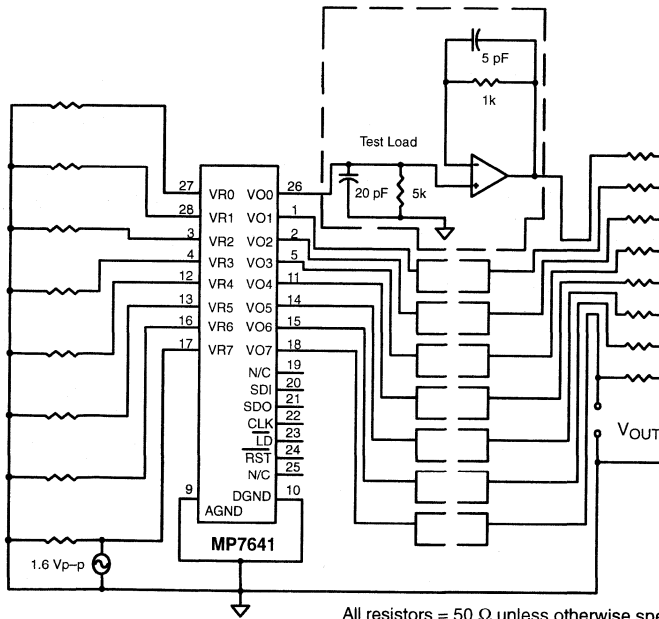 5 pF
1k
Test Load
20 pF
5k
27 VR0 VO0 26
28 VR1 VO1 1
3 VR2 VO2 2
4 VR3 VO3 5
12 VR4 VO4 11
13 VR5 VO5 14
16 VR6 VO6 15
17 VR7 VO7 18
N/C 19
SDI 20
SDO 21
CLK 22
LD 23
RST 24
N/C 25
9 DGND 10
AGND
MP7641
1.6 Vp–p
VOUT
All resistors = 50 Ω unless otherwise spe